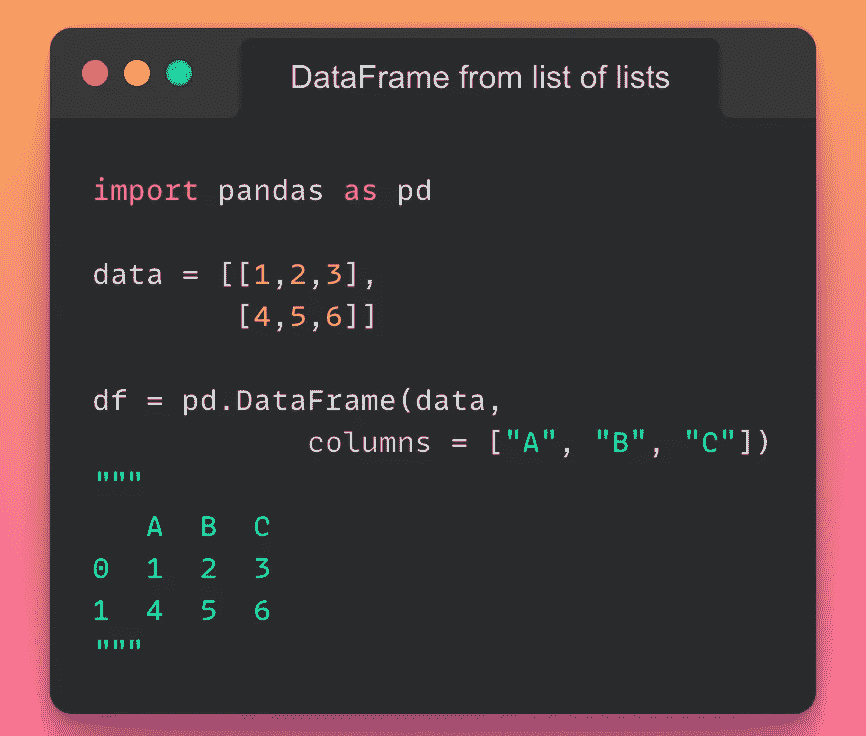 DataFrame from list of lists
import pandas as pd
data = [[1,2,3],
        [4,5,6]]
df = pd.DataFrame(data,
            columns = ["A", "B", "C"])
"""
   A  B  C
0  1  2  3
1  4  5  6
"""